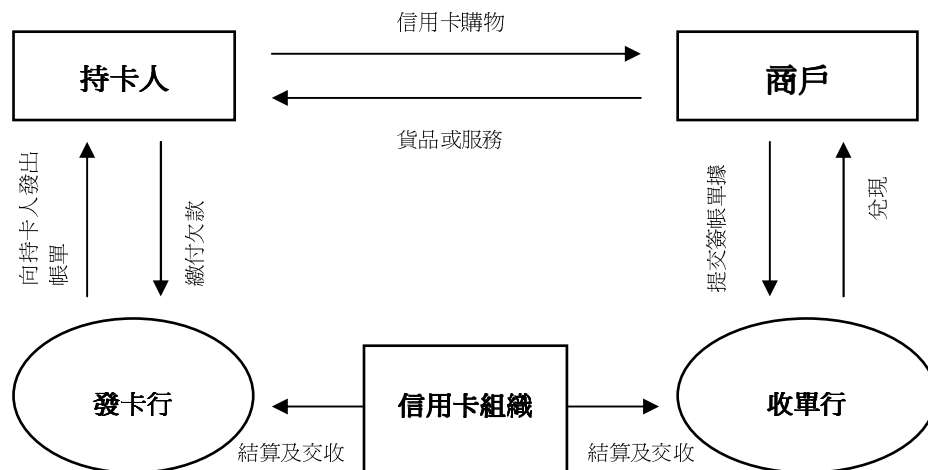 信用卡購物
持卡人
商戶
貨品或服務
向持卡人發出
帳單
繳付欠款
提交簽帳單據
兌現
發卡行
信用卡組織
收單行
結算及交收
結算及交收